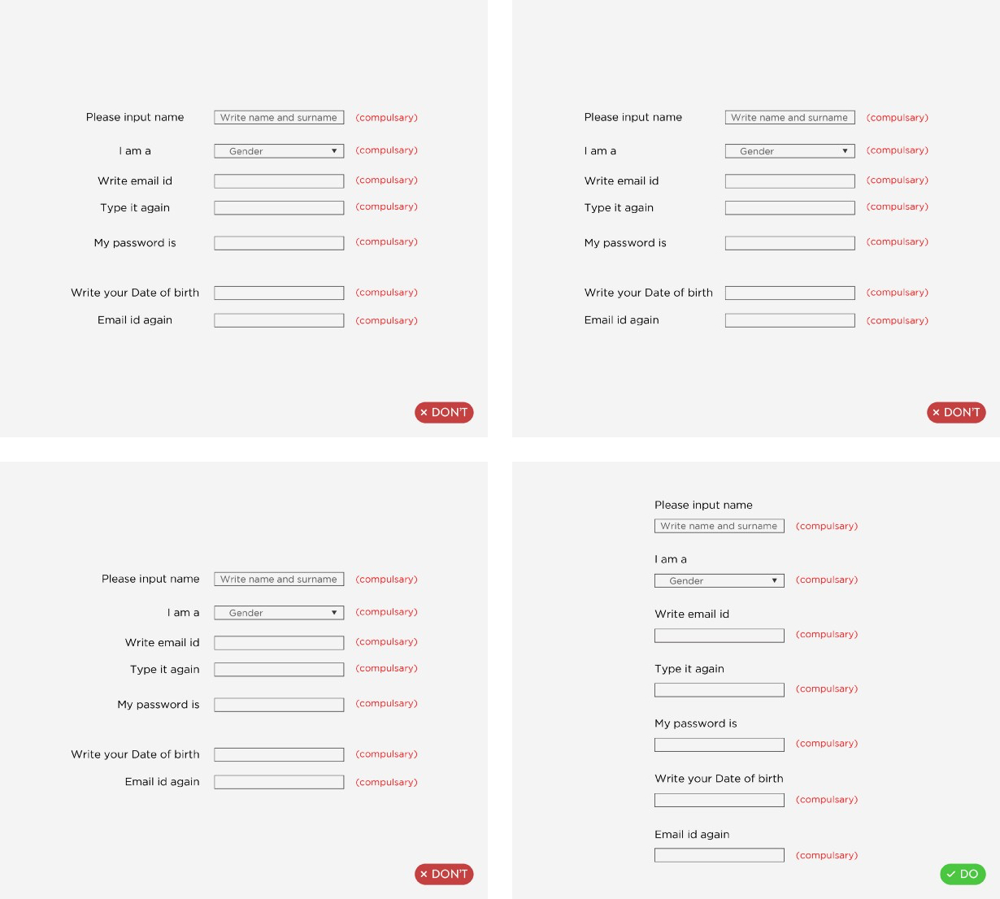 Please input name Write name and surname (compulsary)
I am a Gender (compulsary)
Write email id (compulsary)
Type it again (compulsary)
My password is (compulsary)
Write your Date of birth (compulsary)
Email id again (compulsary)
× DON'T
Please input name Write name and surname (compulsary)
I am a Gender (compulsary)
Write email id (compulsary)
Type it again (compulsary)
My password is (compulsary)
Write your Date of birth (compulsary)
Email id again (compulsary)
× DON'T
Please input name Write name and surname (compulsary)
I am a Gender (compulsary)
Write email id (compulsary)
Type it again (compulsary)
My password is (compulsary)
Write your Date of birth (compulsary)
Email id again (compulsary)
× DON'T
Please input name
Write name and surname (compulsary)
I am a
Gender (compulsary)
Write email id
(compulsary)
Type it again
(compulsary)
My password is
(compulsary)
Write your Date of birth
(compulsary)
Email id again
(compulsary)
✓ DO